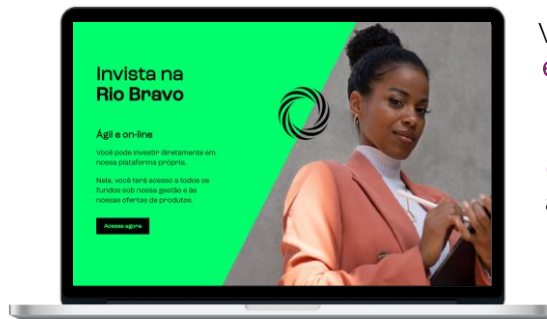 Invista na
Rio Bravo
Ágil e on-line
Você pode investir diretamente em
nossa plataforma própria.
Nela, você terá acesso a todos os
fundos sob nossa gestão e às
nossas ofertas de produtos.
Acesse agora